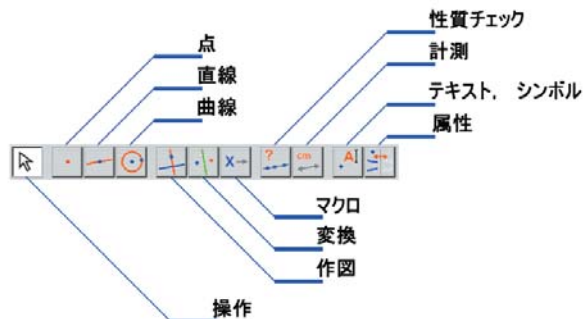 性質チェック
点
計測
直線
テキスト， シンボル
曲線
属性
?
cm
A
X
マクロ
変換
作図
操作